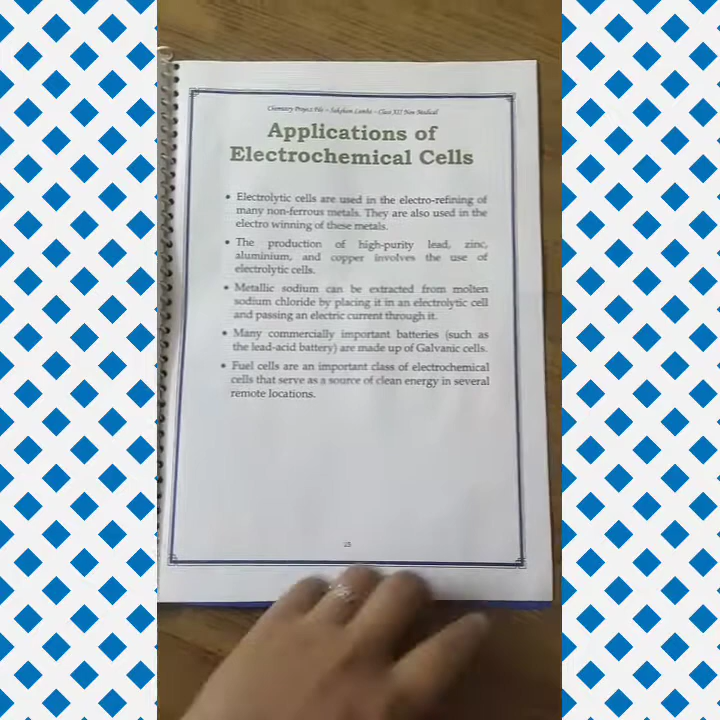 Chemistry Project File ~ Saksham Lamba ~ Class XII Non Medical
Applications of
Electrochemical Cells
• Electrolytic cells are used in the electro-refining of
many non-ferrous metals. They are also used in the
electro winning of these metals.
• The production of high-purity lead, zinc,
aluminium, and copper involves the use of
electrolytic cells.
• Metallic sodium can be extracted from molten
sodium chloride by placing it in an electrolytic cell
and passing an electric current through it.
• Many commercially important batteries (such as
the lead-acid battery) are made up of Galvanic cells.
• Fuel cells are an important class of electrochemical
cells that serve as a source of clean energy in several
remote locations.